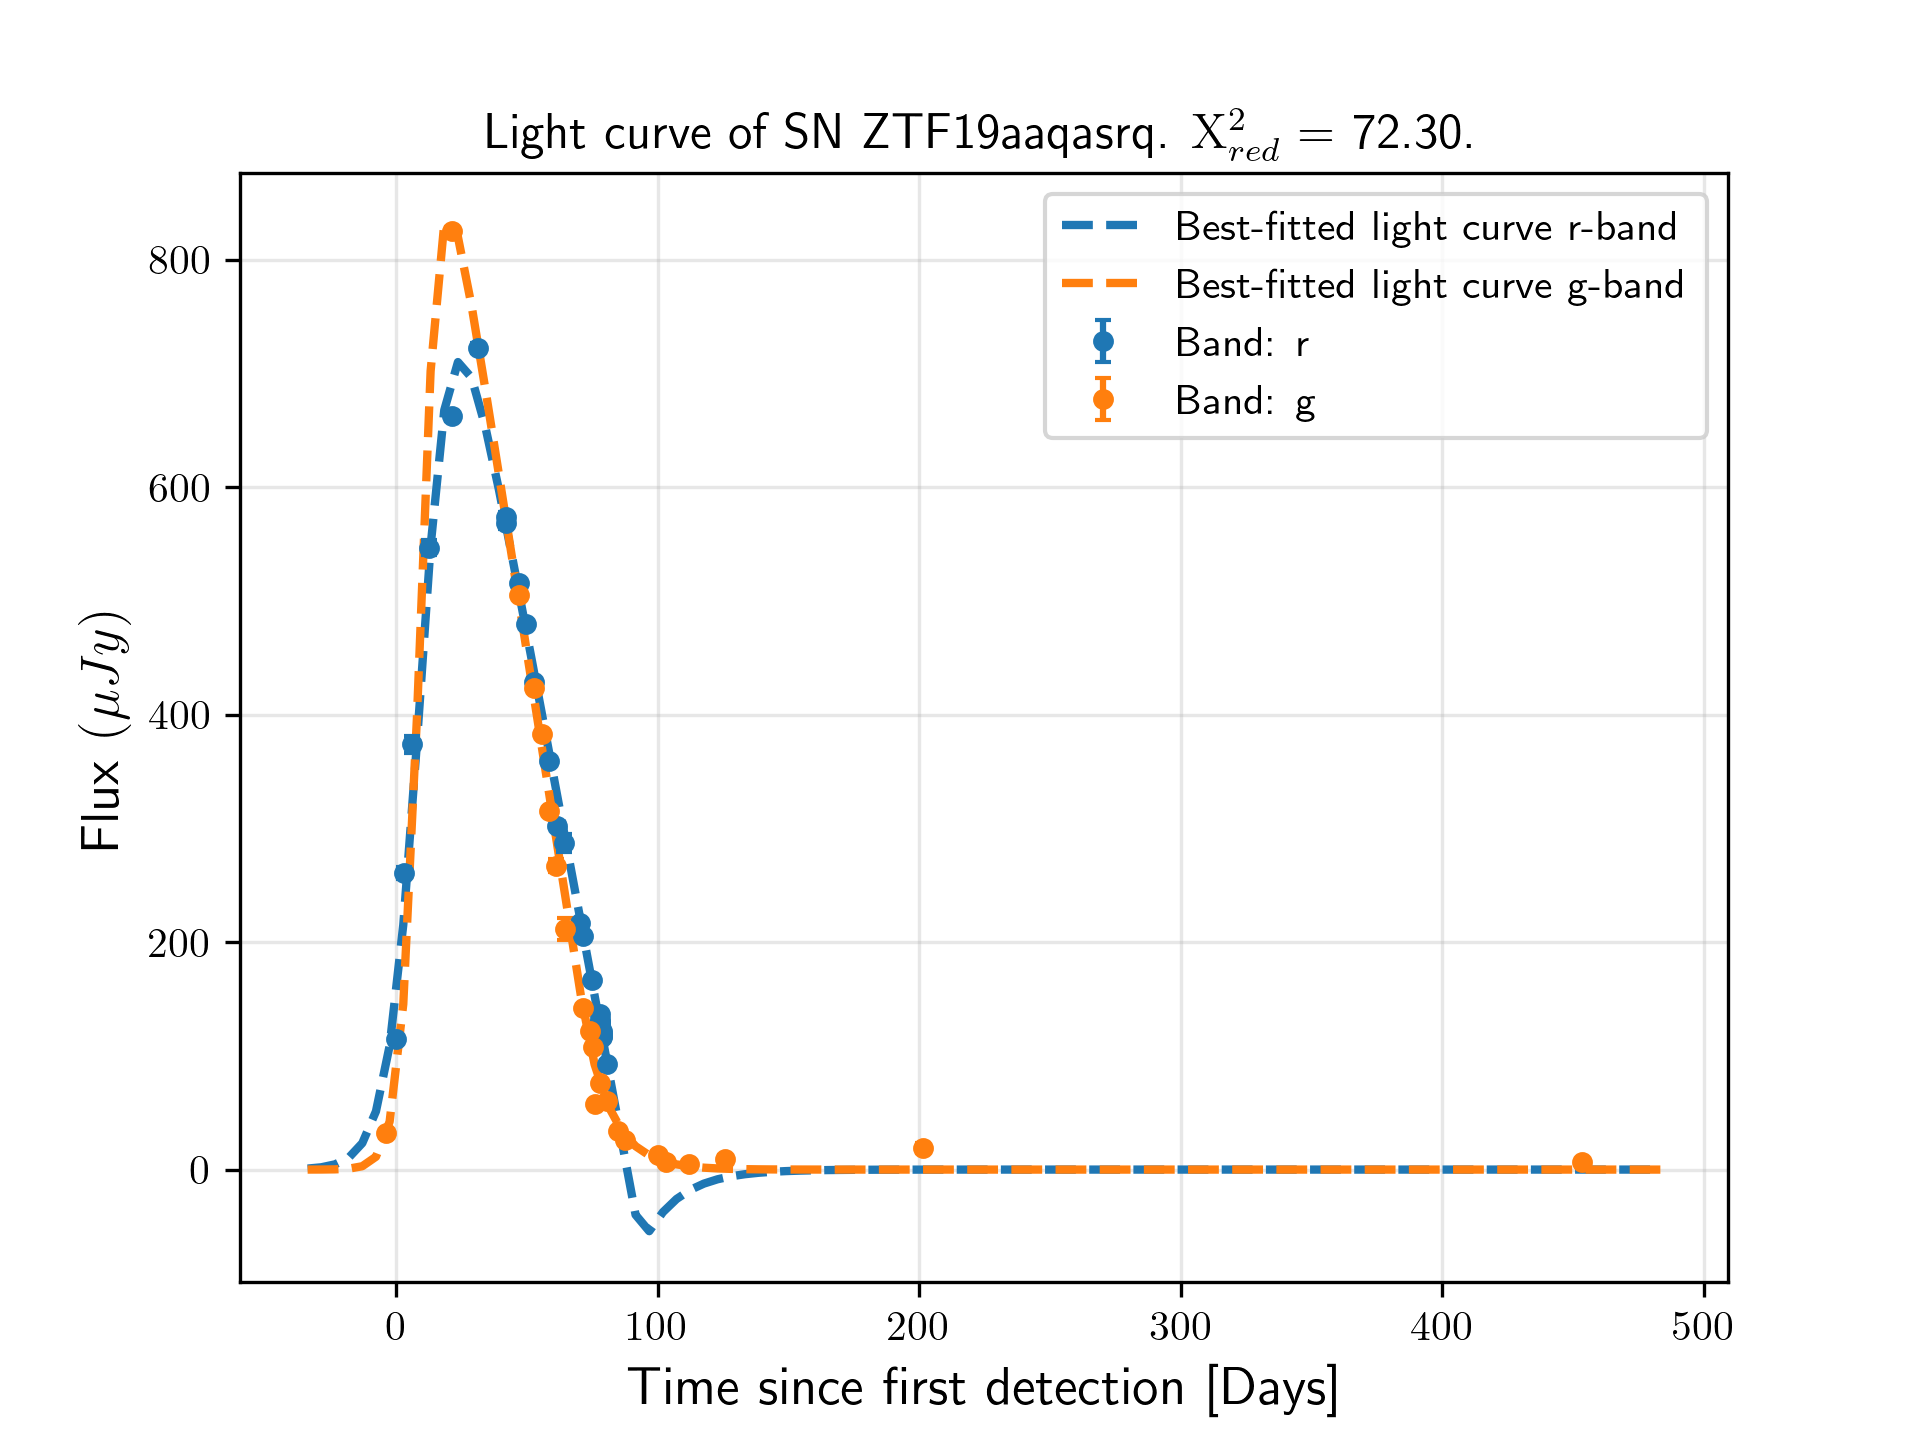 Light curve of SN ZTF19aaqasrq. X²_red = 72.30.
Best-fitted light curve r-band
Best-fitted light curve g-band
Band: r
Band: g
Flux (μJy)
800
600
400
200
0
0 100 200 300 400 500
Time since first detection [Days]